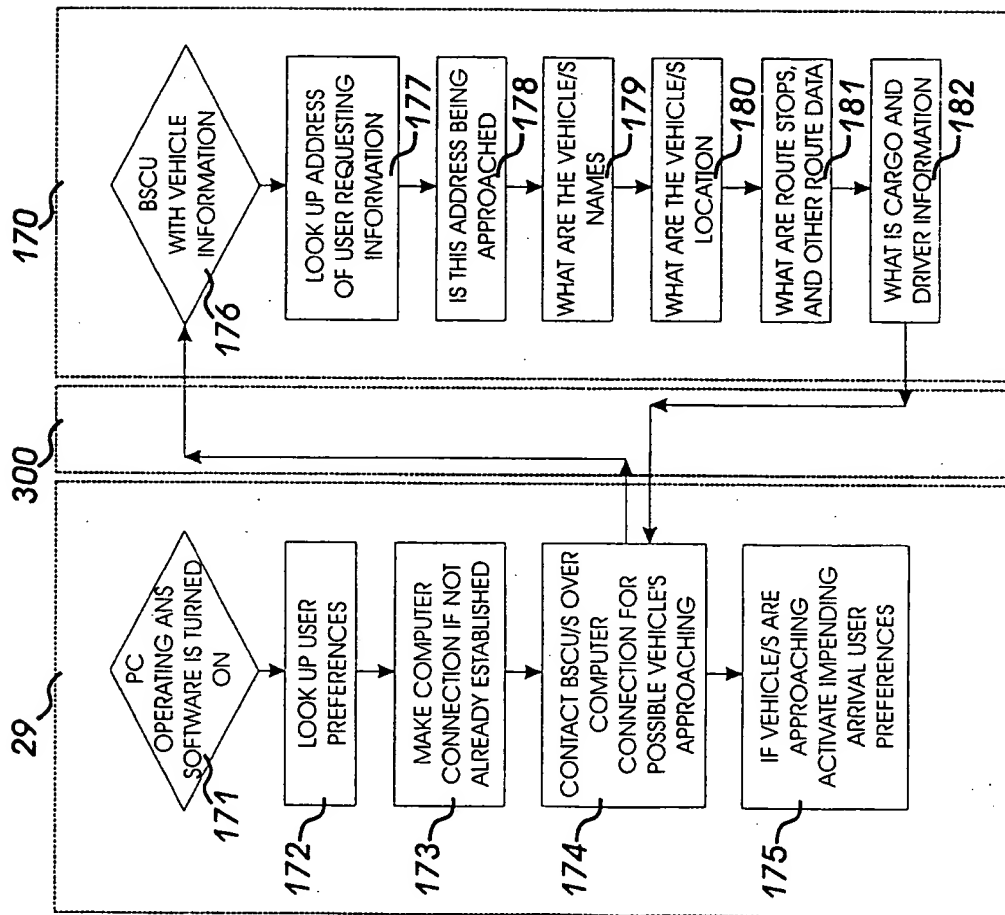 29
PC
OPERATING ANS
SOFTWARE IS TURNED
ON
171
LOOK UP USER
PREFERENCES
172
MAKE COMPUTER
CONNECTION IF NOT
ALREADY ESTABLISHED
173
CONTACT BSCU/S OVER
COMPUTER
CONNECTION FOR
POSSIBLE VEHICLE'S
APPROACHING
174
IF VEHICLE/S ARE
APPROACHING
ACTIVATE IMPENDING
ARRIVAL USER
PREFERENCES
175
300
170
BSCU
WITH VEHICLE
INFORMATION
176
LOOK UP ADDRESS
OF USER REQUESTING
INFORMATION
177
IS THIS ADDRESS BEING
APPROACHED
178
WHAT ARE THE VEHICLE/S
NAMES
179
WHAT ARE THE VEHICLE/S
LOCATION
180
WHAT ARE ROUTE STOPS,
AND OTHER ROUTE DATA
181
WHAT IS CARGO AND
DRIVER INFORMATION
182